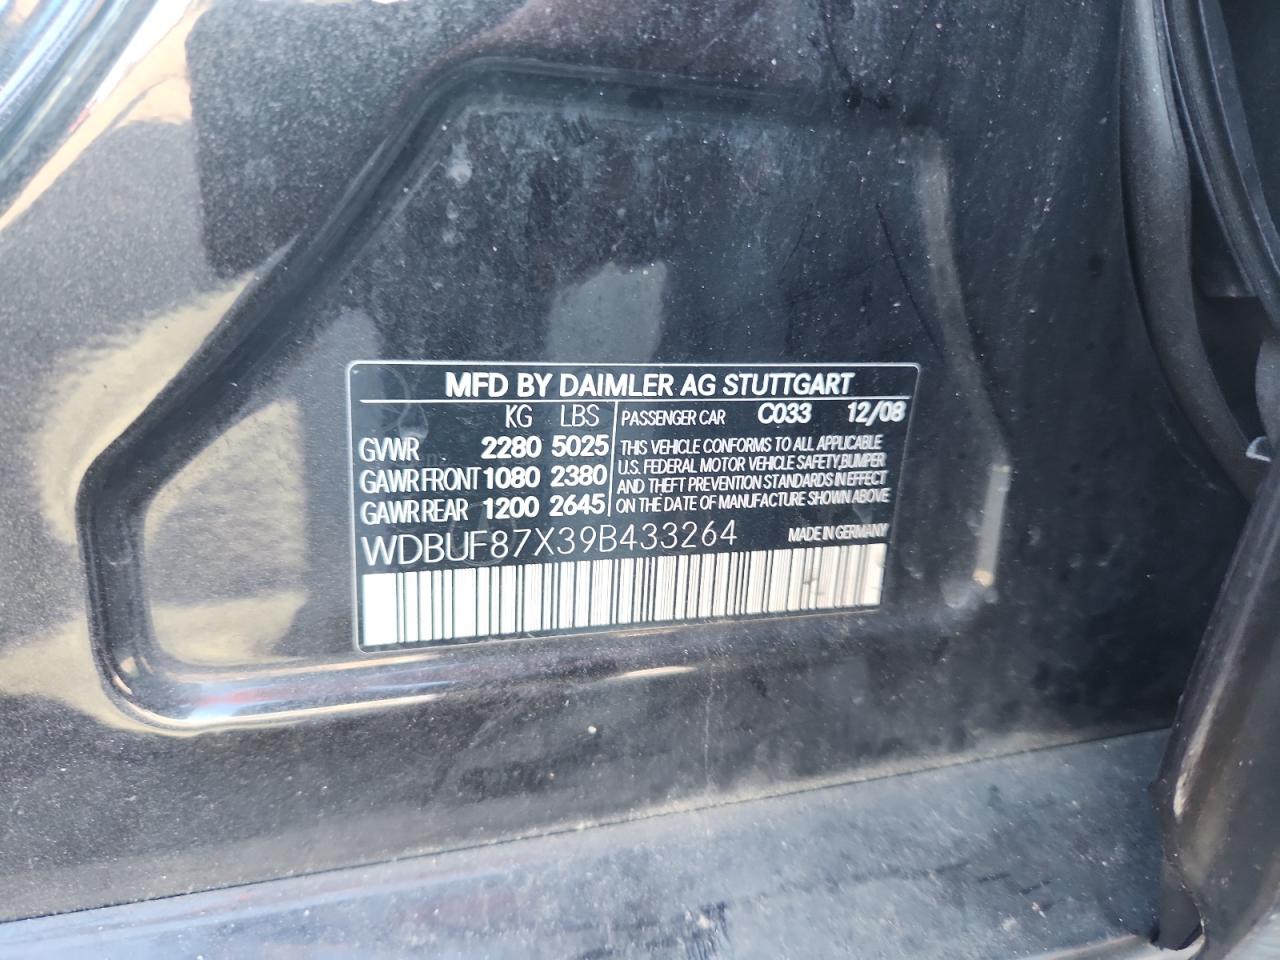 MFD BY DAIMLER AG STUTTGART
KG LBS
GVWR 2280 5025
GAWR FRONT 1080 2380
GAWR REAR 1200 2645
PASSENGER CAR C033 12/08
THIS VEHICLE CONFORMS TO ALL APPLICABLE
U.S. FEDERAL MOTOR VEHICLE SAFETY, BUMPER
AND THEFT PREVENTION STANDARDS IN EFFECT
ON THE DATE OF MANUFACTURE SHOWN ABOVE
WDBUF87X39B433264 MADE IN GERMANY